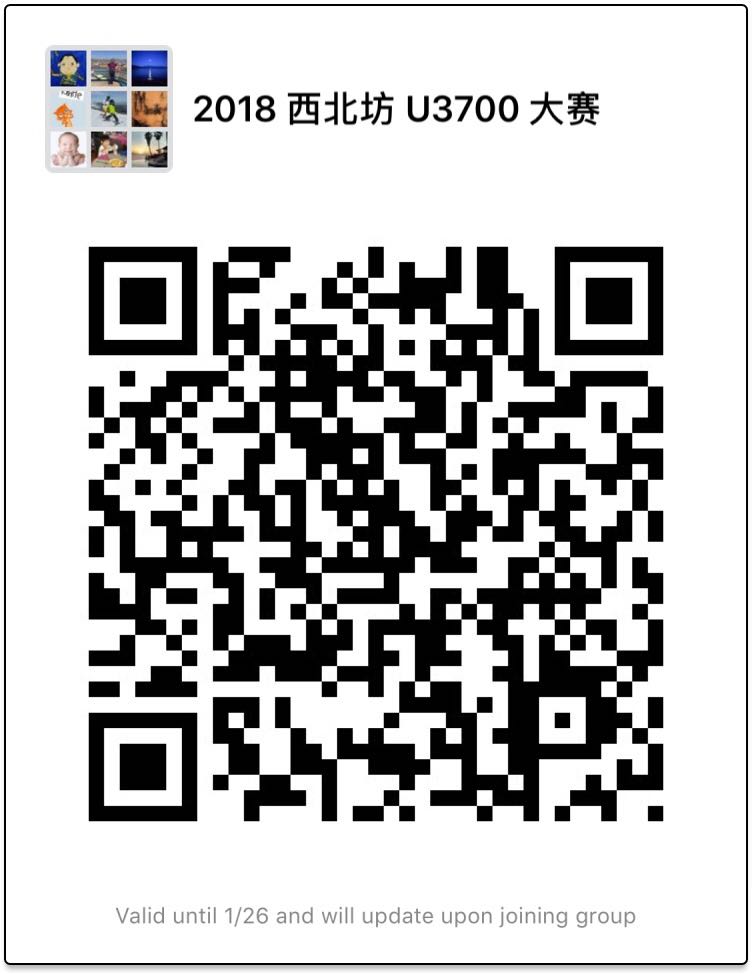 2018 西北坊 U3700 大赛
Valid until 1/26 and will update upon joining group